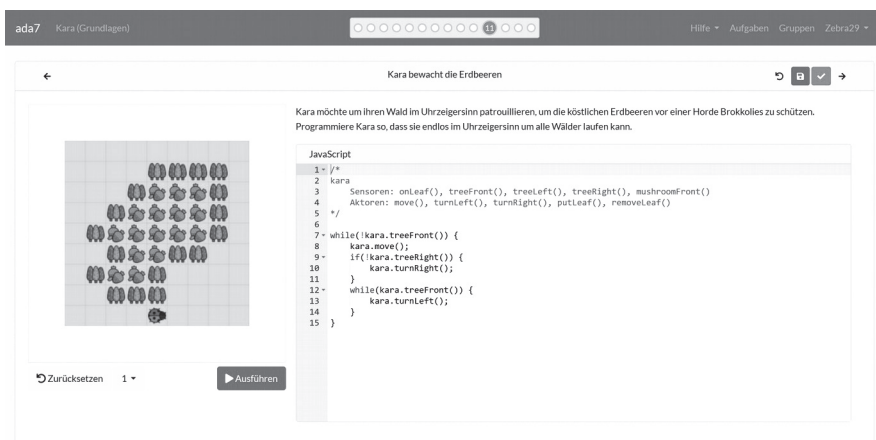 ada7 Kara (Grundlagen) 11 Hilfe Aufgaben Gruppen Zebra29
Kara bewacht die Erdbeeren
Kara möchte um ihren Wald im Uhrzeigersinn patrouillieren, um die köstlichen Erdbeeren vor einer Horde Brokkolies zu schützen.
Programmiere Kara so, dass sie endlos im Uhrzeigersinn um alle Wälder laufen kann.
JavaScript
1 /*
2 kara
3 Sensoren: onLeaf(), treeFront(), treeLeft(), treeRight(), mushroomFront()
4 Aktoren: move(), turnLeft(), turnRight(), putLeaf(), removeLeaf()
5 */
6
7 while(!kara.treeFront()) {
8 kara.move();
9 if(!kara.treeRight()) {
10 kara.turnRight();
11 }
12 while(kara.treeFront()) {
13 kara.turnLeft();
14 }
15 }
Zurücksetzen 1 Ausführen